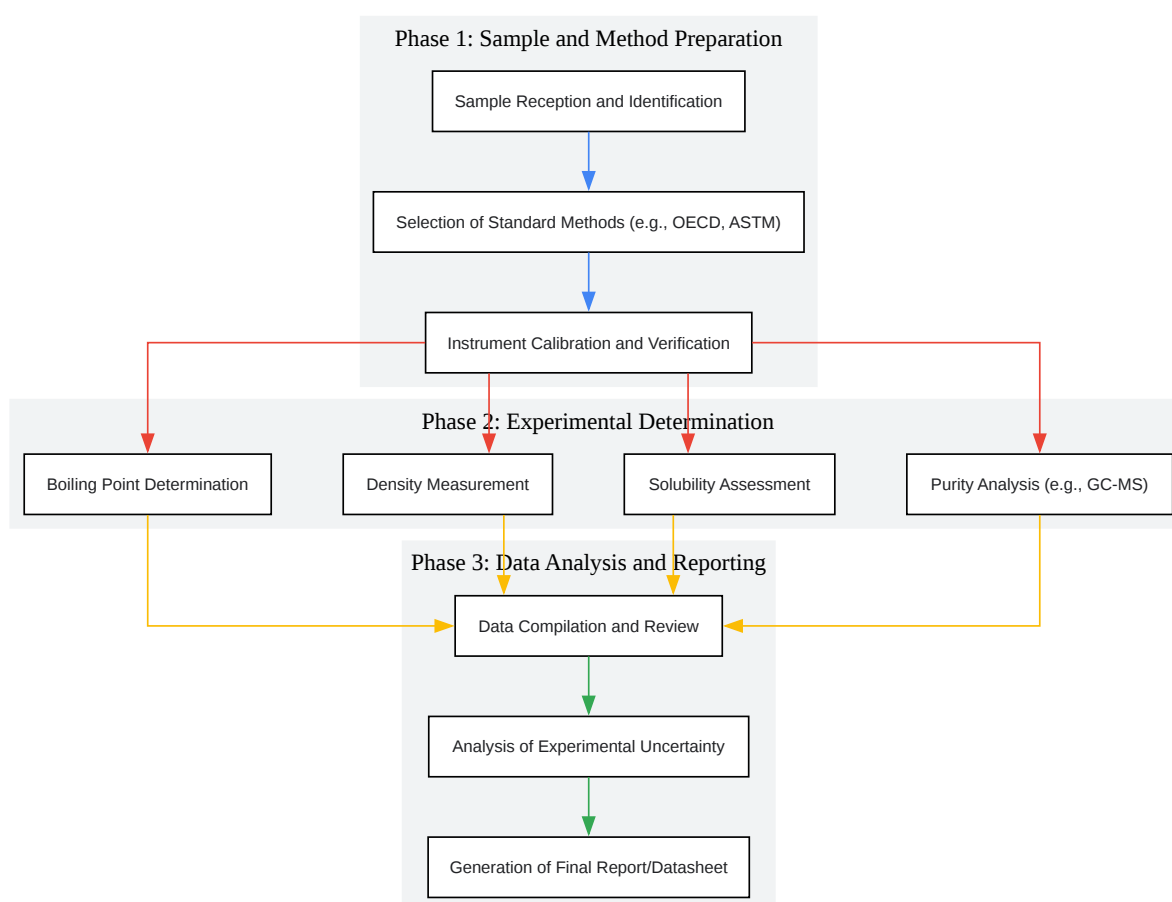 Phase 1: Sample and Method Preparation
Sample Reception and Identification
Selection of Standard Methods (e.g., OECD, ASTM)
Instrument Calibration and Verification
Phase 2: Experimental Determination
Boiling Point Determination
Density Measurement
Solubility Assessment
Purity Analysis (e.g., GC-MS)
Phase 3: Data Analysis and Reporting
Data Compilation and Review
Analysis of Experimental Uncertainty
Generation of Final Report/Datasheet